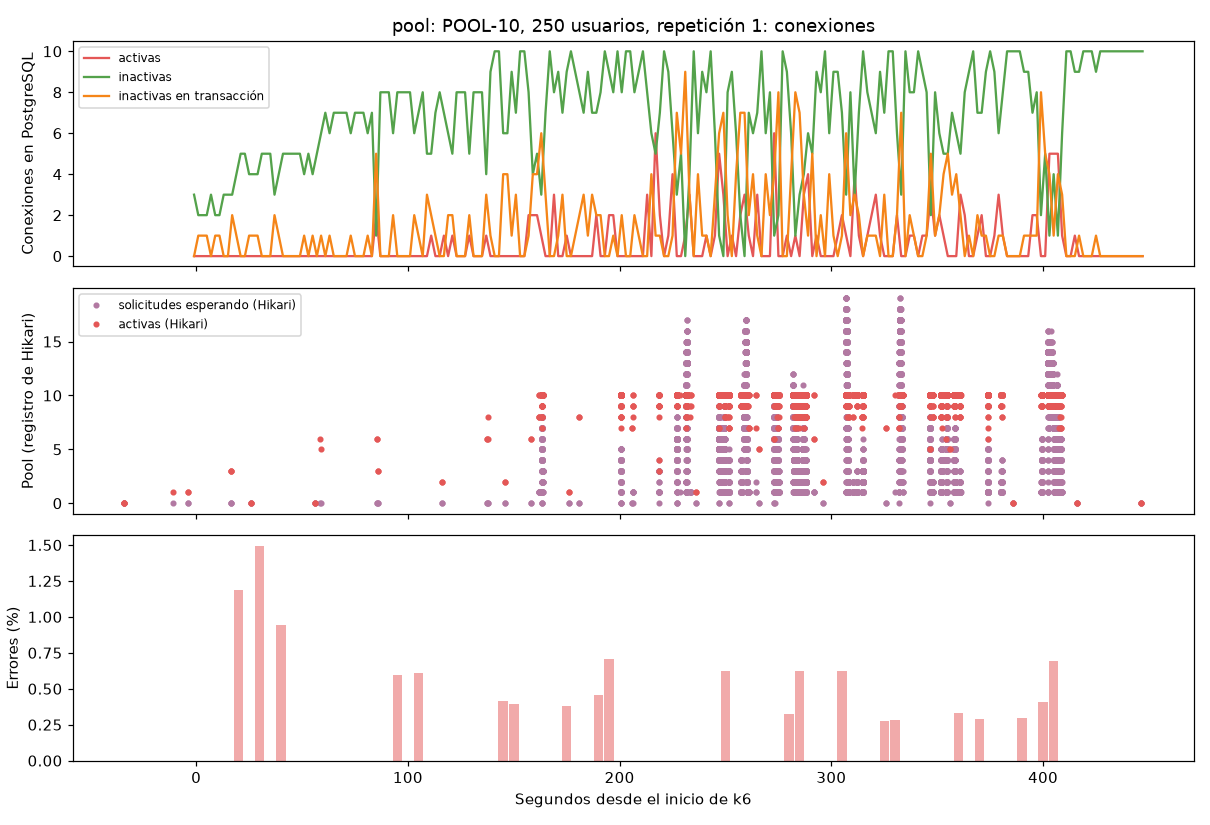 pool: POOL-10, 250 usuarios, repetición 1: conexiones
Conexiones en PostgreSQL
10
8
6
4
2
0
activas
inactivas
inactivas en transacción
Pool (registro de Hikari)
15
10
5
0
solicitudes esperando (Hikari)
activas (Hikari)
Errores (%)
1.50
1.25
1.00
0.75
0.50
0.25
0.00
0 100 200 300 400
Segundos desde el inicio de k6